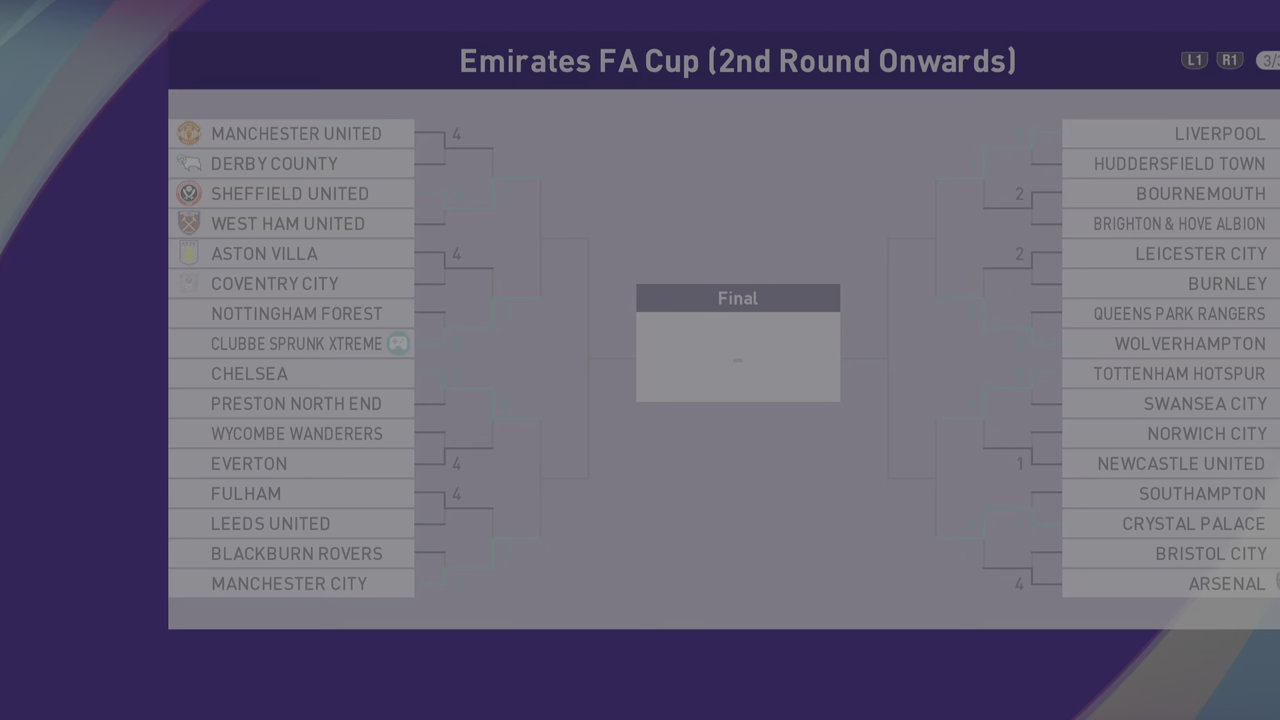 Emirates FA Cup (2nd Round Onwards)
L1 R1
MANCHESTER UNITED 4
DERBY COUNTY
SHEFFIELD UNITED
WEST HAM UNITED
ASTON VILLA 4
COVENTRY CITY
NOTTINGHAM FOREST
CLUBBE SPRUNK XTREME
CHELSEA
PRESTON NORTH END
WYCOMBE WANDERERS
EVERTON 4
FULHAM 4
LEEDS UNITED
BLACKBURN ROVERS
MANCHESTER CITY
Final
-
LIVERPOOL
HUDDERSFIELD TOWN
2 BOURNEMOUTH
BRIGHTON & HOVE ALBION
2 LEICESTER CITY
BURNLEY
QUEENS PARK RANGERS
WOLVERHAMPTON
TOTTENHAM HOTSPUR
SWANSEA CITY
NORWICH CITY
1 NEWCASTLE UNITED
SOUTHAMPTON
CRYSTAL PALACE
BRISTOL CITY
4 ARSENAL